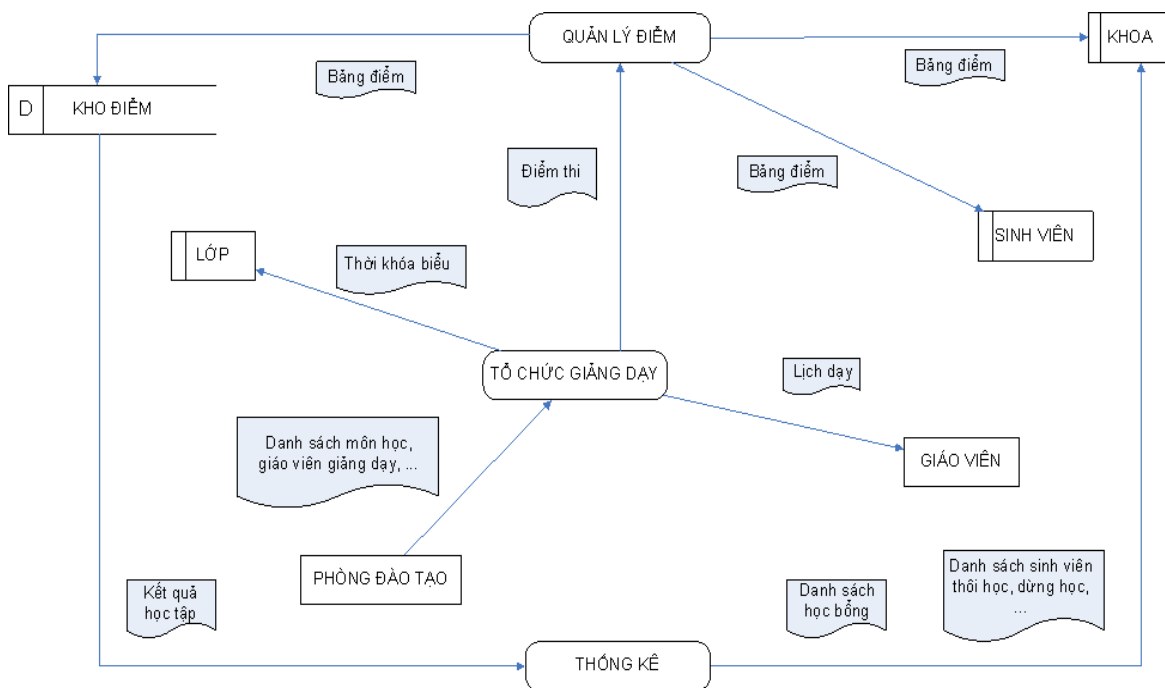 QUẢN LÝ ĐIỂM
KHOA
Bảng điểm
Bảng điểm
D
KHO ĐIỂM
Điểm thi
Bảng điểm
SINH VIÊN
LỚP
Thời khóa biểu
TỔ CHỨC GIẢNG DẠY
Lịch dạy
Danh sách môn học,
giáo viên giảng dạy, ...
GIÁO VIÊN
PHÒNG ĐÀO TẠO
Kết quả
học tập
Danh sách
học bổng
Danh sách sinh viên
thôi học, dừng học,
...
THỐNG KÊ